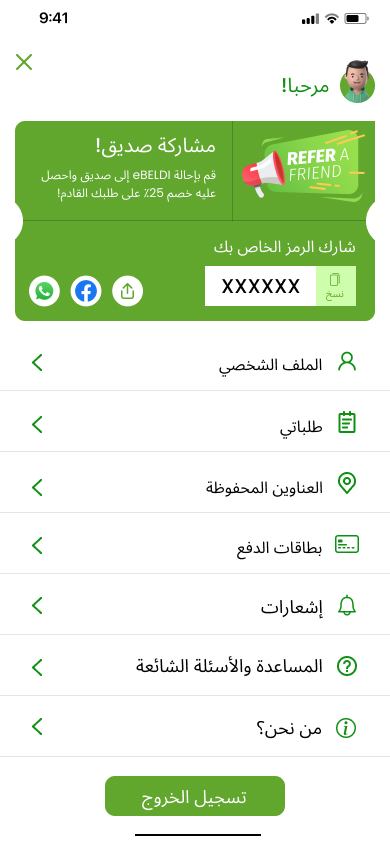 9:41
مرحبا!
REFER A
FRIEND
مشاركة صديق!
قم بإحالة eBELDI إلى صديق واحصل
عليه خصم 25٪ على طلبك القادم!
شارك الرمز الخاص بك
XXXXXX
نسخ
الملف الشخصي
طلباتي
العناوين المحفوظة
بطاقات الدفع
إشعارات
المساعدة والأسئلة الشائعة
من نحن؟
تسجيل الخروج